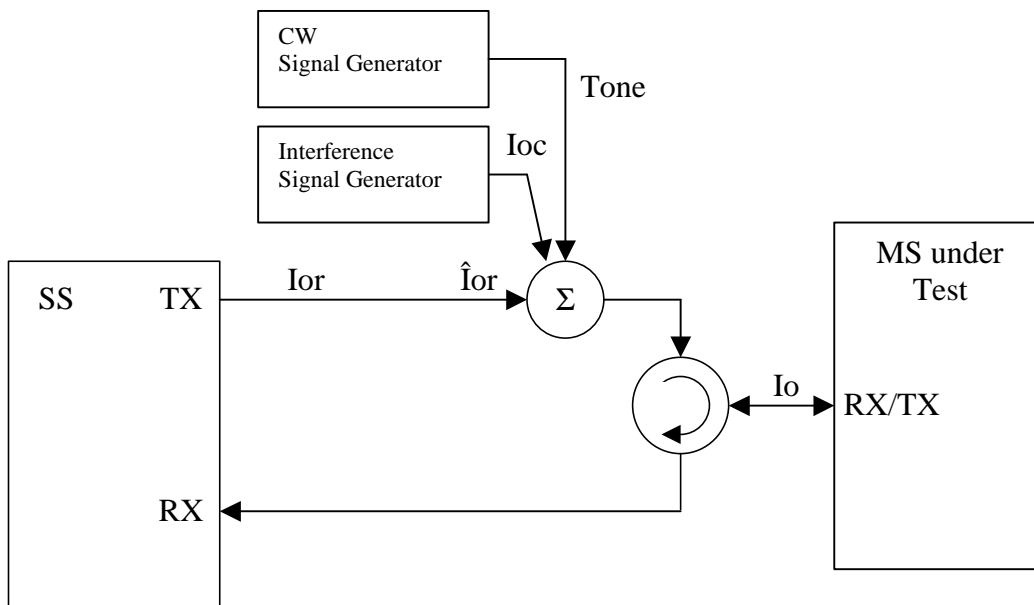 CW
Signal Generator
Tone
Interference
Signal Generator
Ioc
MS under
Test
SS
TX
Ior
Îor
Σ
Io
RX/TX
RX